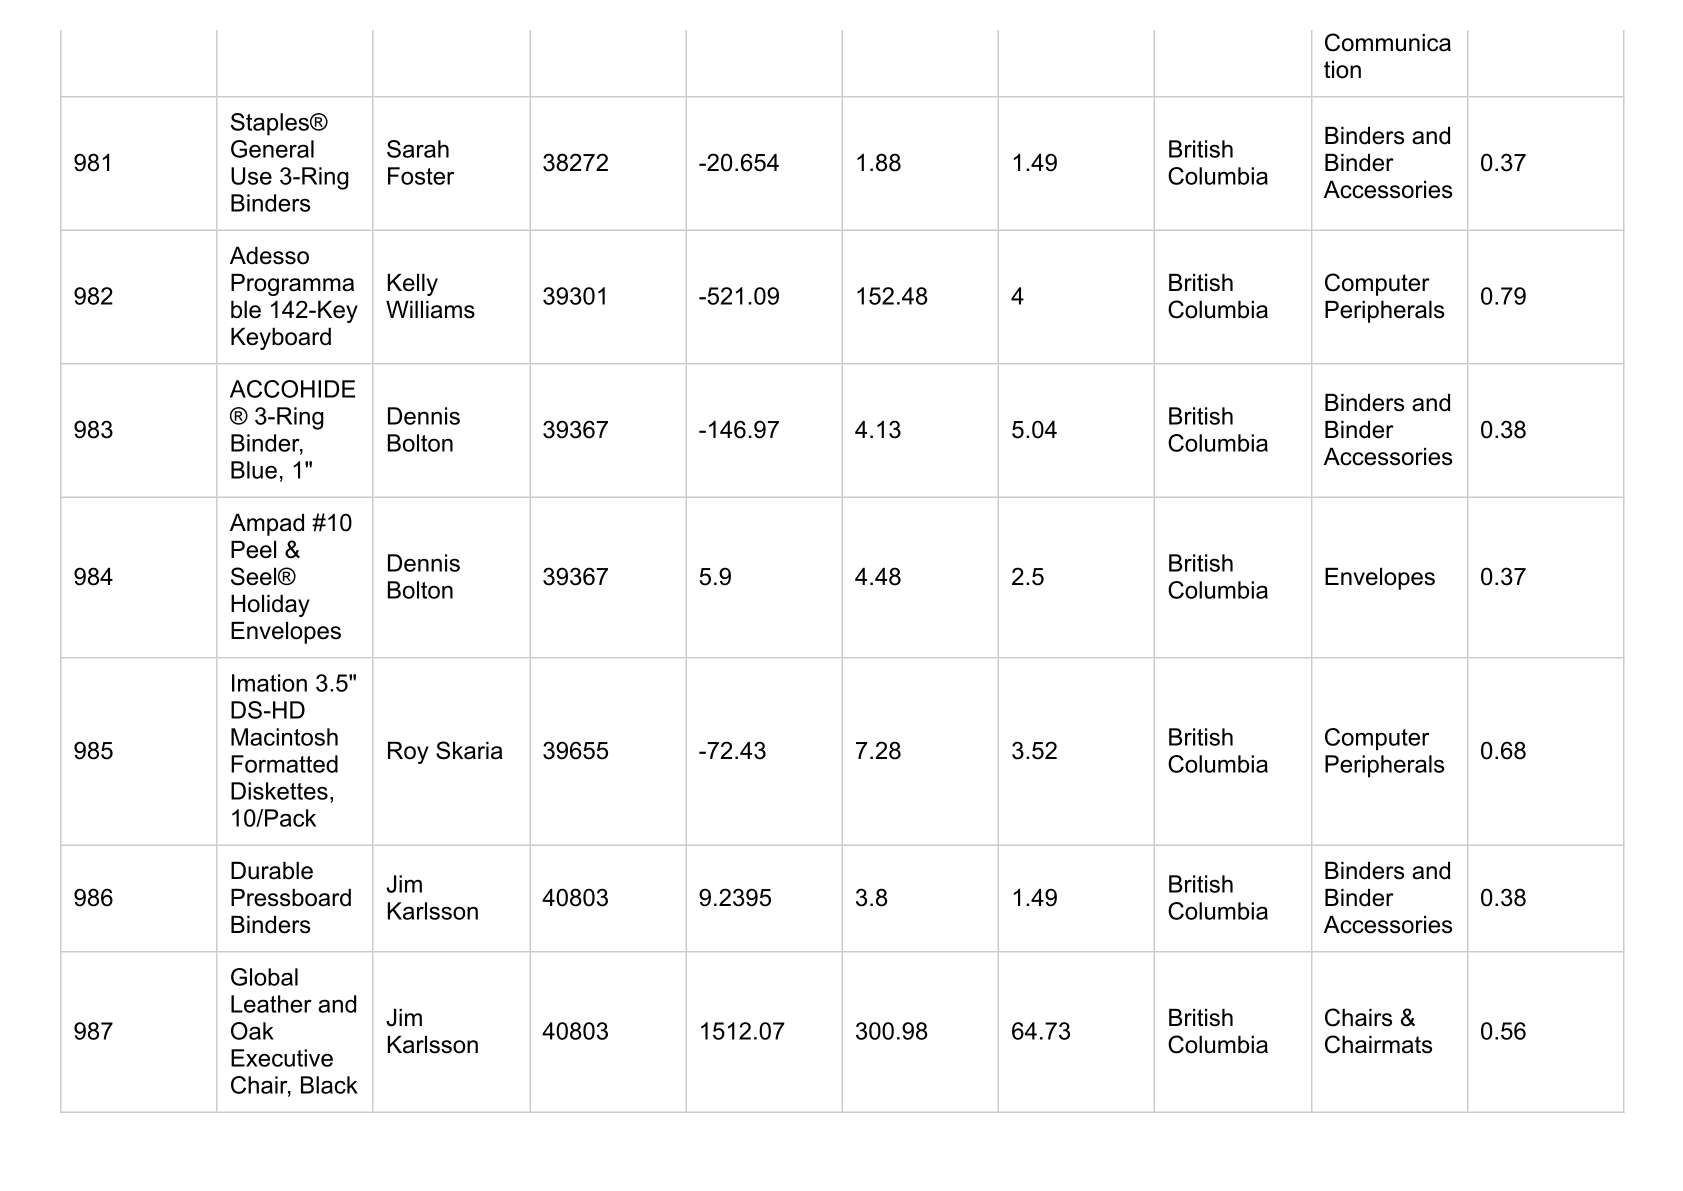 Communica
tion
981
Staples®
General
Use 3-Ring
Binders
Sarah
Foster
38272
-20.654
1.88
1.49
British
Columbia
Binders and
Binder
Accessories
0.37
982
Adesso
Programma
ble 142-Key
Keyboard
Kelly
Williams
39301
-521.09
152.48
4
British
Columbia
Computer
Peripherals
0.79
983
ACCOHIDE
® 3-Ring
Binder,
Blue, 1"
Dennis
Bolton
39367
-146.97
4.13
5.04
British
Columbia
Binders and
Binder
Accessories
0.38
984
Ampad #10
Peel &
Seel®
Holiday
Envelopes
Dennis
Bolton
39367
5.9
4.48
2.5
British
Columbia
Envelopes
0.37
985
Imation 3.5"
DS-HD
Macintosh
Formatted
Diskettes,
10/Pack
Roy Skaria
39655
-72.43
7.28
3.52
British
Columbia
Computer
Peripherals
0.68
986
Durable
Pressboard
Binders
Jim
Karlsson
40803
9.2395
3.8
1.49
British
Columbia
Binders and
Binder
Accessories
0.38
987
Global
Leather and
Oak
Executive
Chair, Black
Jim
Karlsson
40803
1512.07
300.98
64.73
British
Columbia
Chairs &
Chairmats
0.56